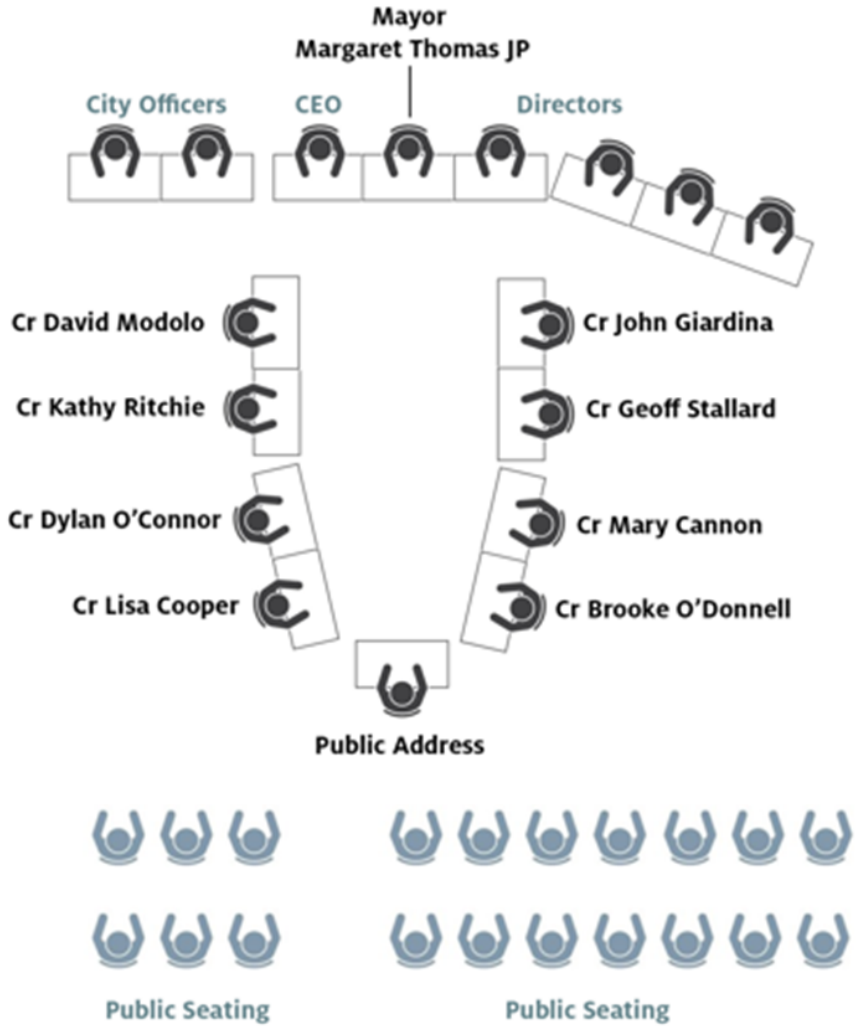 Mayor
Margaret Thomas JP
City Officers CEO Directors
Cr David Modolo Cr John Giardina
Cr Kathy Ritchie Cr Geoff Stallard
Cr Dylan O’Connor Cr Mary Cannon
Cr Lisa Cooper Cr Brooke O’Donnell
Public Address
Public Seating Public Seating